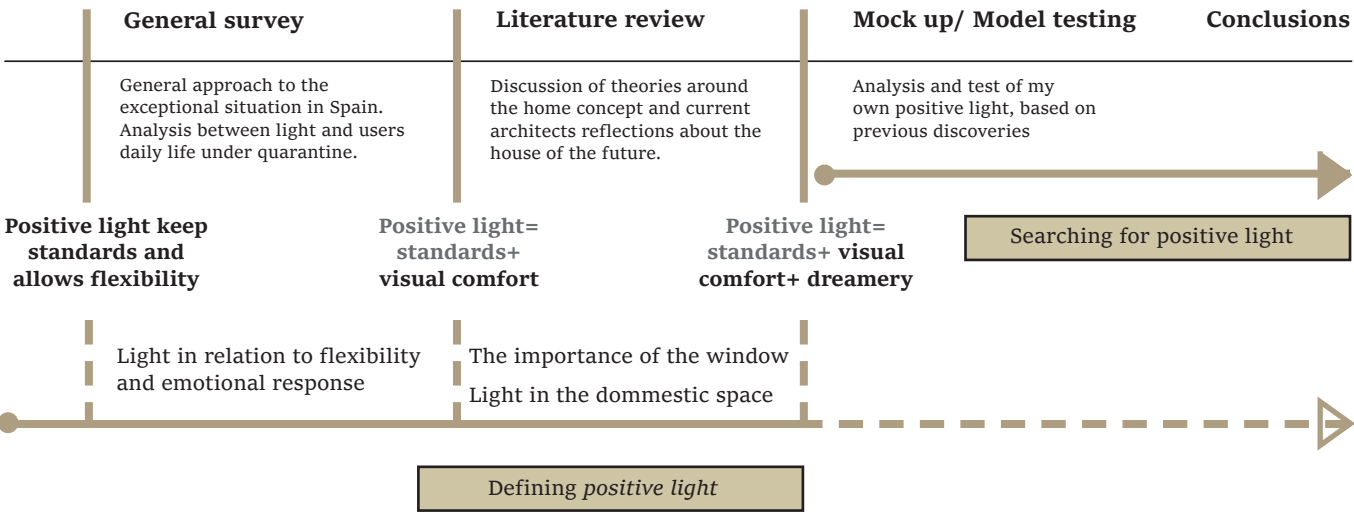 General survey
Literature review
Mock up/ Model testing
Conclusions
General approach to the
exceptional situation in Spain.
Analysis between light and users
daily life under quarantine.
Discussion of theories around
the home concept and current
architects reflections about the
house of the future.
Analysis and test of my
own positive light, based on
previous discoveries
Positive light keep
standards and
allows flexibility
Positive light=
standards+
visual comfort
Positive light=
standards+ visual
comfort+ dreamery
Searching for positive light
Light in relation to flexibility
and emotional response
The importance of the window
Light in the dommestic space
Defining positive light